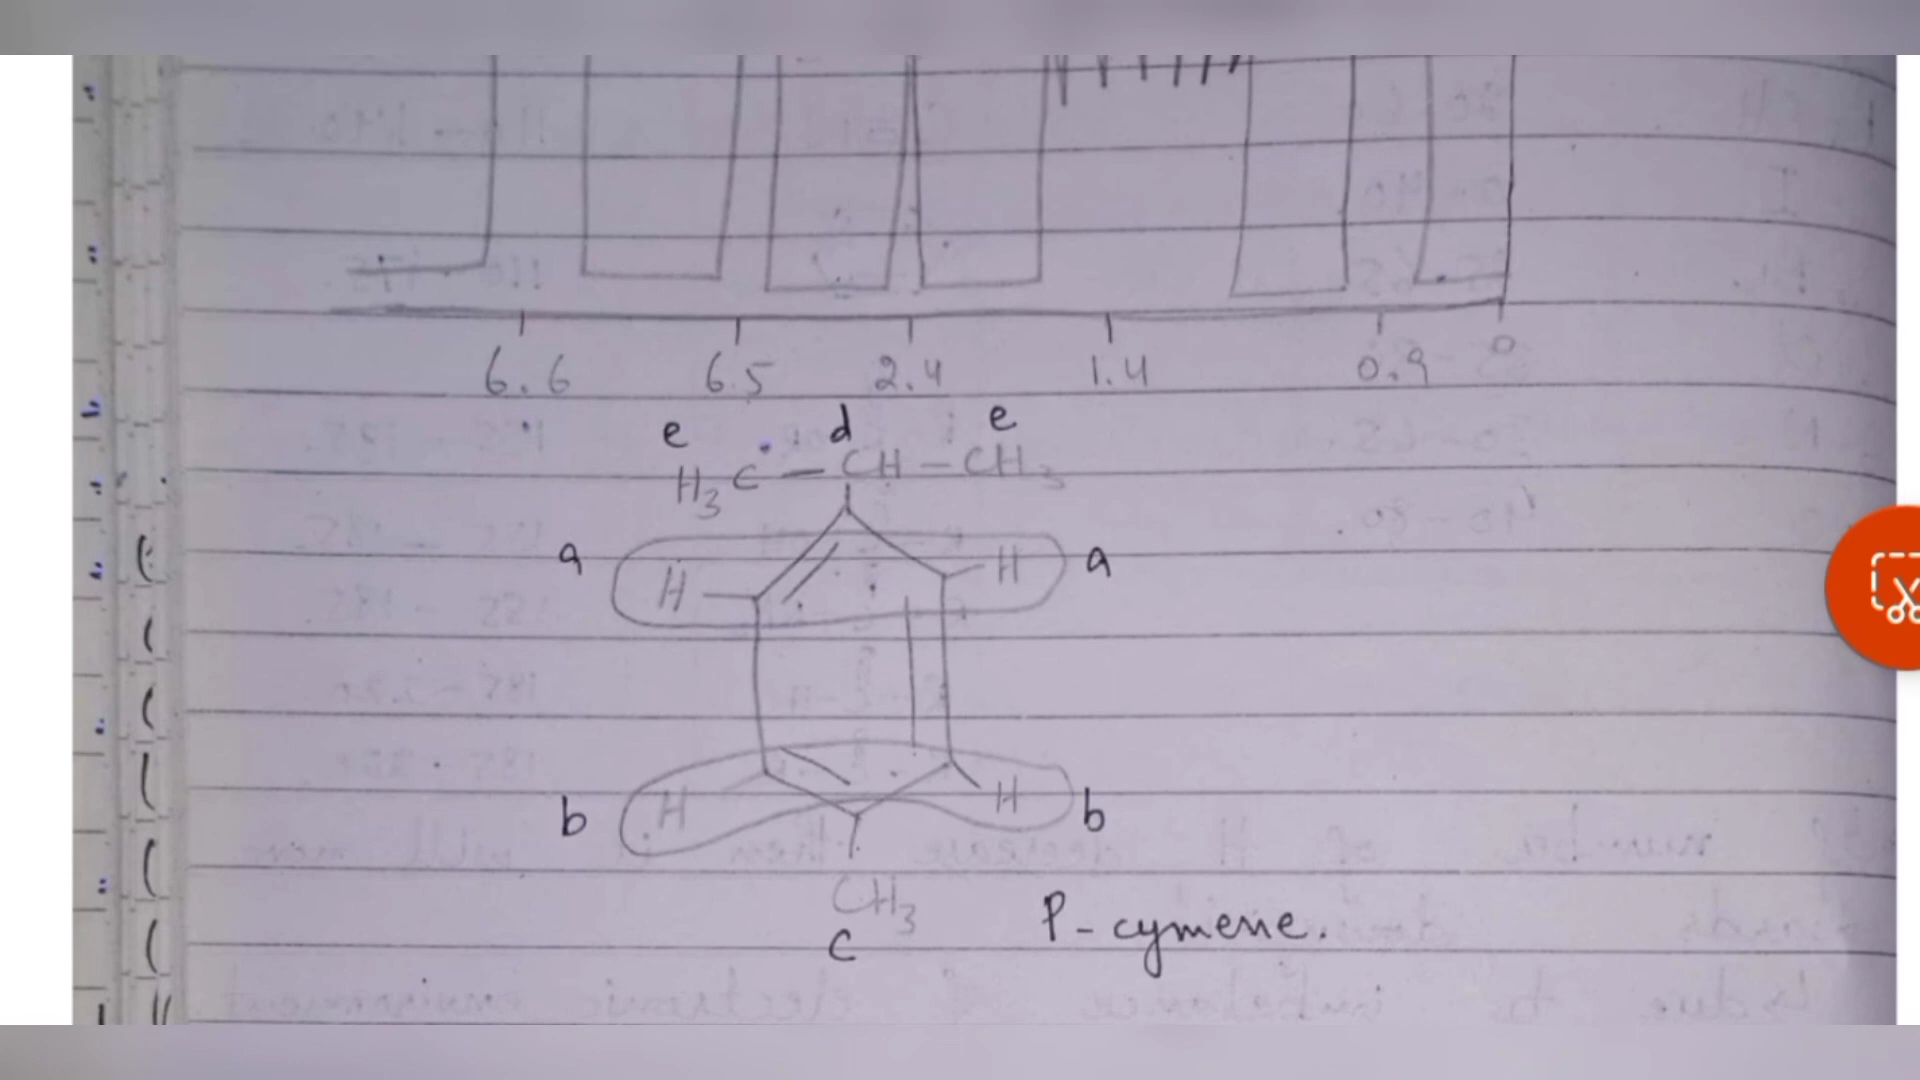 6.6 6.5 2.4 1.4 0.9 0
e d e
H3C - CH - CH3
a H H a
b H H b
CH3
c P-cymene.